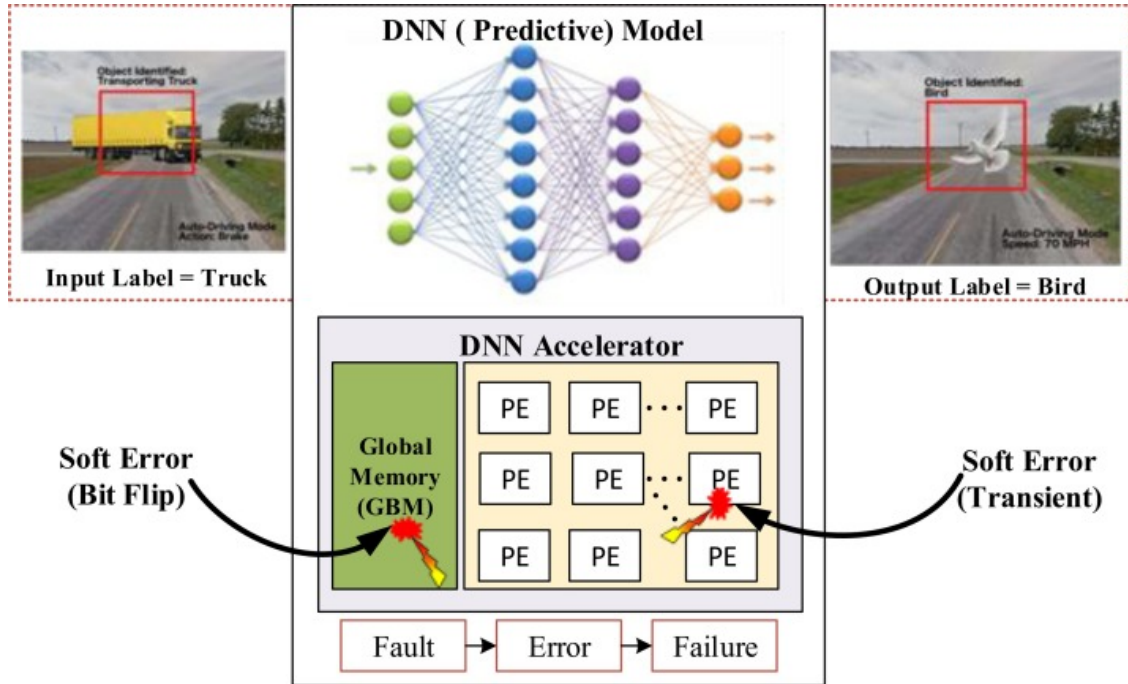 DNN ( Predictive) Model
Object Identified:
Transporting Truck
Auto-Driving Mode
Action: Brake
Input Label = Truck
Object Identified:
Bird
Auto-Driving Mode
Speed: 70 MPH
Output Label = Bird
DNN Accelerator
Global
Memory
(GBM)
PE PE PE
PE PE PE
PE PE PE
Soft Error
(Bit Flip)
Soft Error
(Transient)
Fault Error Failure